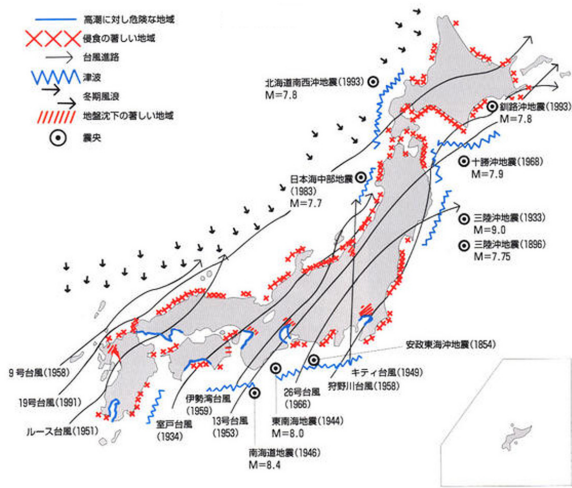 高潮に対し危険な地域
侵食の著しい地域
台風進路
津波
冬期風浪
地盤沈下の著しい地域
震央
北海道南西沖地震(1993)
M=7.8
釧路沖地震(1993)
M=7.8
十勝沖地震(1968)
M=7.9
日本海中部地震
(1983)
M=7.7
三陸沖地震(1933)
M=9.0
三陸沖地震(1896)
M=7.75
安政東海沖地震(1854)
キティ台風(1949)
狩野川台風(1958)
26号台風
(1966)
東南海地震(1944)
M=8.0
南海道地震(1946)
M=8.4
伊勢湾台風
(1959)
13号台風
(1953)
室戸台風
(1934)
9号台風(1958)
19号台風(1991)
ルース台風(1951)